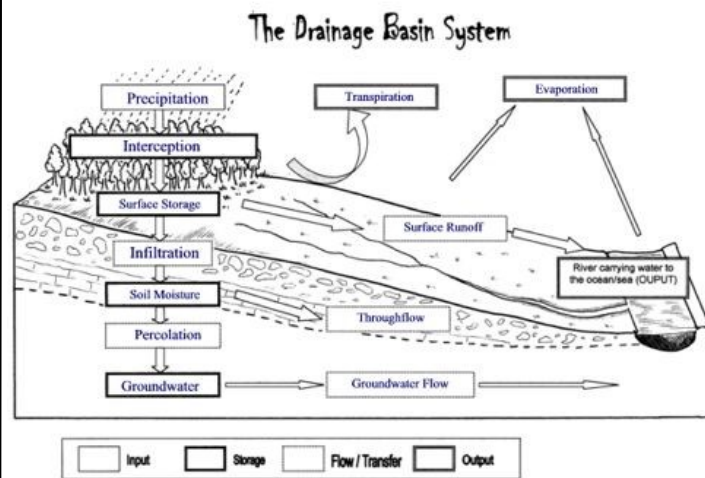 The Drainage Basin System
Precipitation
Transpiration
Evaporation
Interception
Surface Storage
Surface Runoff
Infiltration
River carrying water to
the ocean/sea (OUPUT)
Soil Moisture
Throughflow
Percolation
Groundwater
Groundwater Flow
Input
Storage
Flow / Transfer
Output